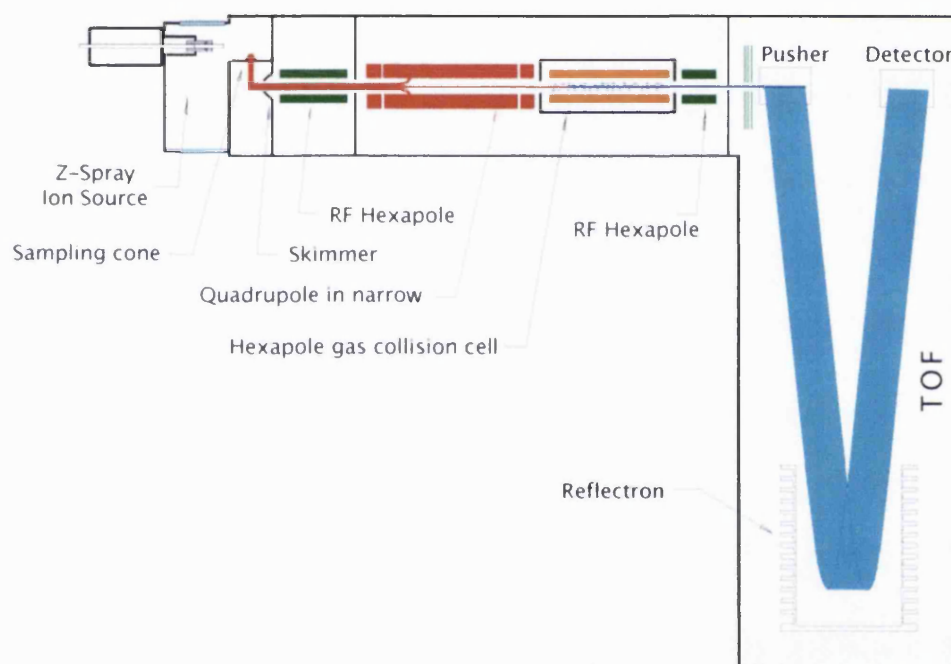 Pusher
Detector
Z-Spray
Ion Source
RF Hexapole
RF Hexapole
Sampling cone
Skimmer
Quadrupole in narrow
Hexapole gas collision cell
TOF
Reflectron